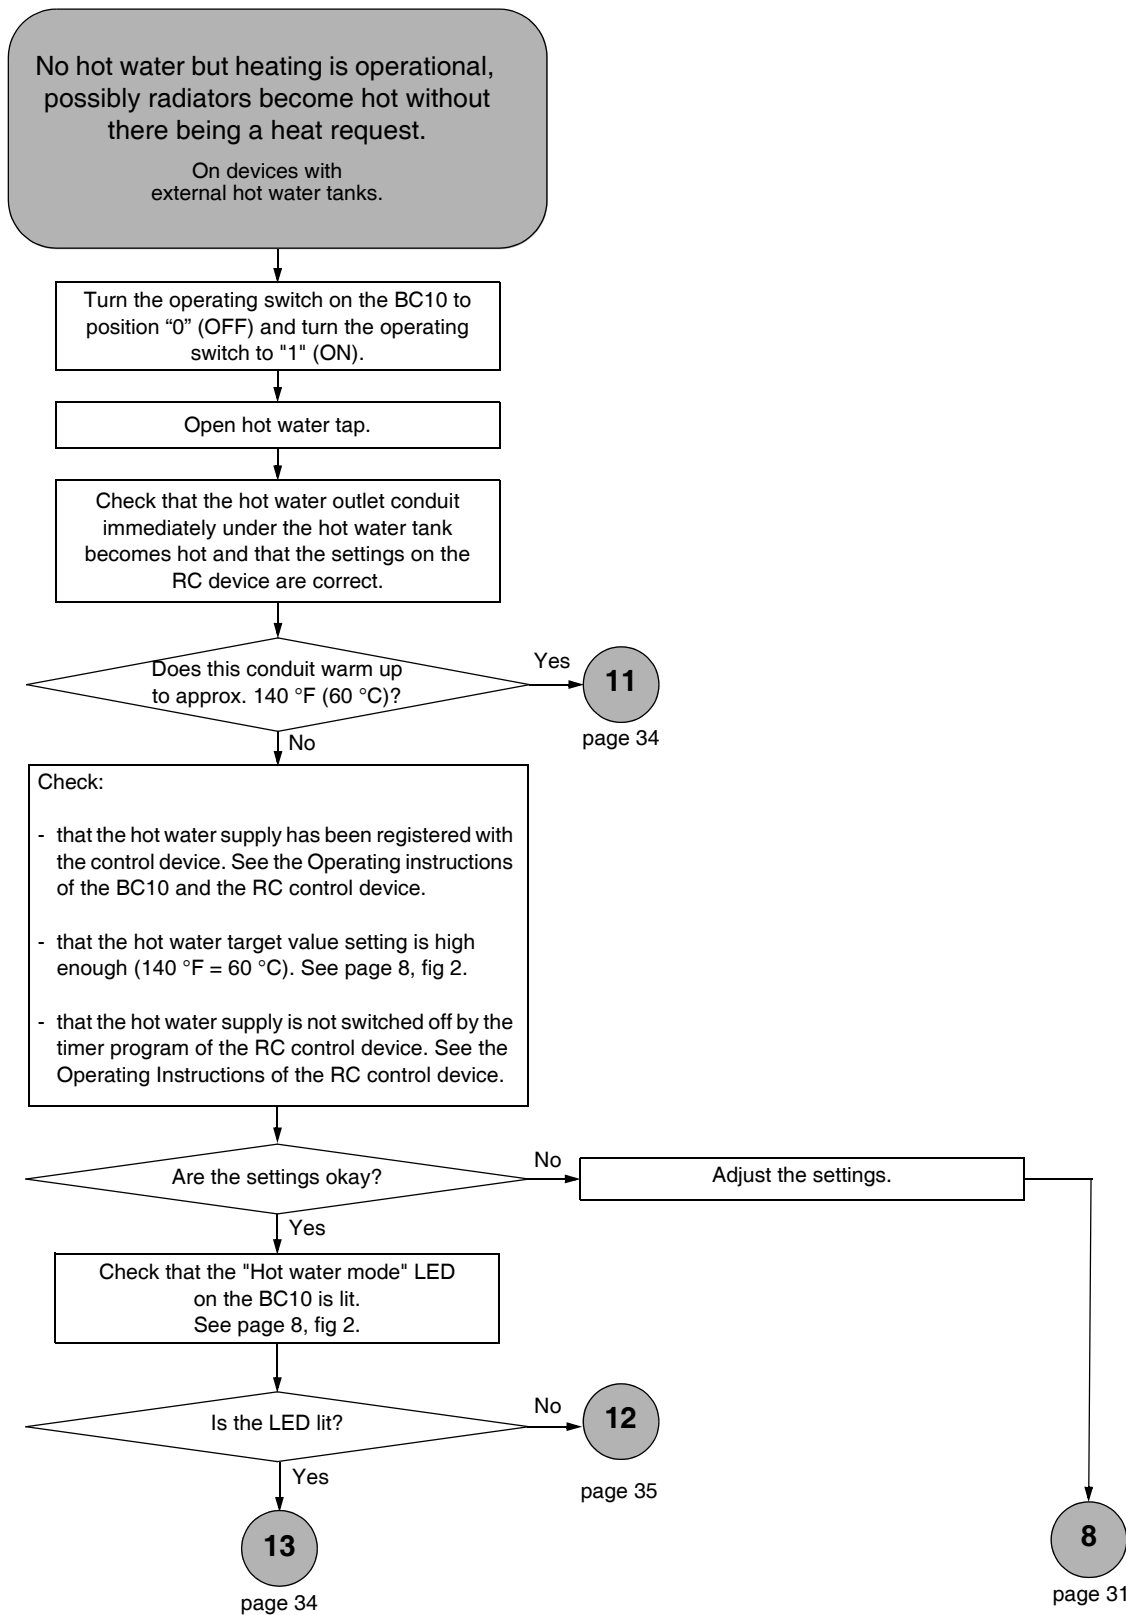 No hot water but heating is operational,
possibly radiators become hot without
there being a heat request.
On devices with
external hot water tanks.
Turn the operating switch on the BC10 to
position “0” (OFF) and turn the operating
switch to "1" (ON).
Open hot water tap.
Check that the hot water outlet conduit
immediately under the hot water tank
becomes hot and that the settings on the
RC device are correct.
Does this conduit warm up
to approx. 140 °F (60 °C)?
Yes
11
page 34
No
Check:
- that the hot water supply has been registered with
the control device. See the Operating instructions
of the BC10 and the RC control device.
- that the hot water target value setting is high
enough (140 °F = 60 °C). See page 8, fig 2.
- that the hot water supply is not switched off by the
timer program of the RC control device. See the
Operating Instructions of the RC control device.
Are the settings okay?
No
Adjust the settings.
Yes
Check that the "Hot water mode" LED
on the BC10 is lit.
See page 8, fig 2.
Is the LED lit?
No
12
page 35
Yes
13
page 34
8
page 31